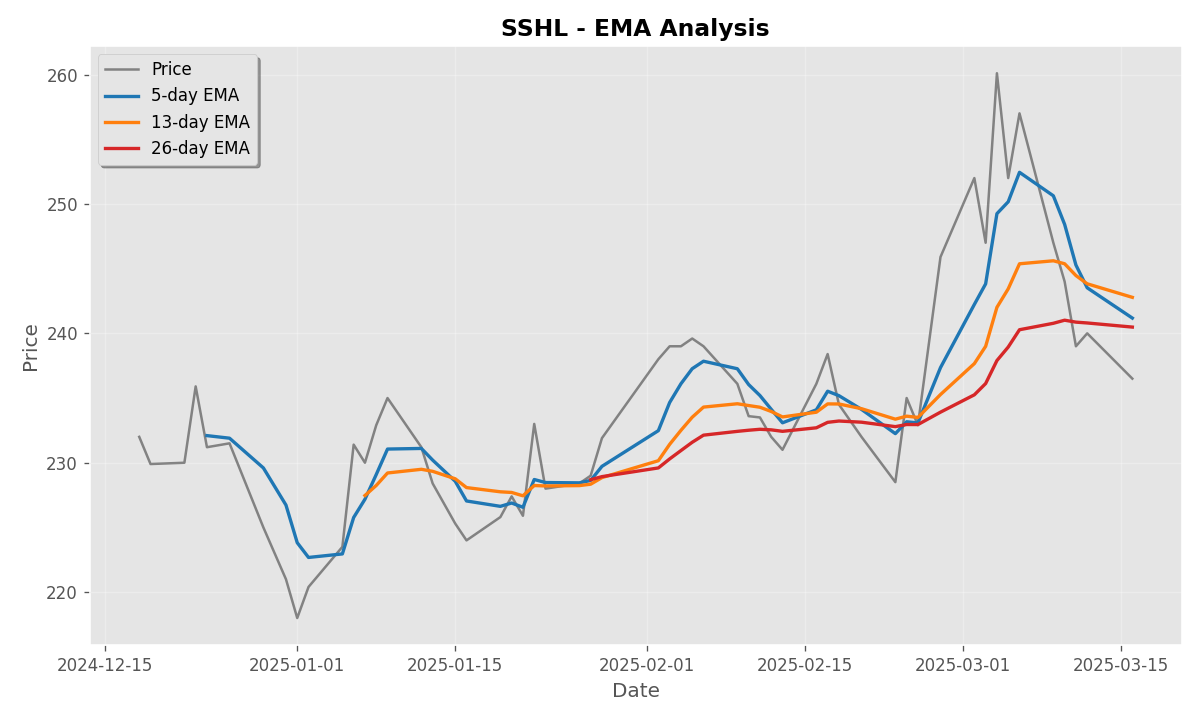 SSHL - EMA Analysis
Price
5-day EMA
13-day EMA
26-day EMA
260
250
240
230
220
Price
2024-12-15
2025-01-01
2025-01-15
2025-02-01
2025-02-15
2025-03-01
2025-03-15
Date